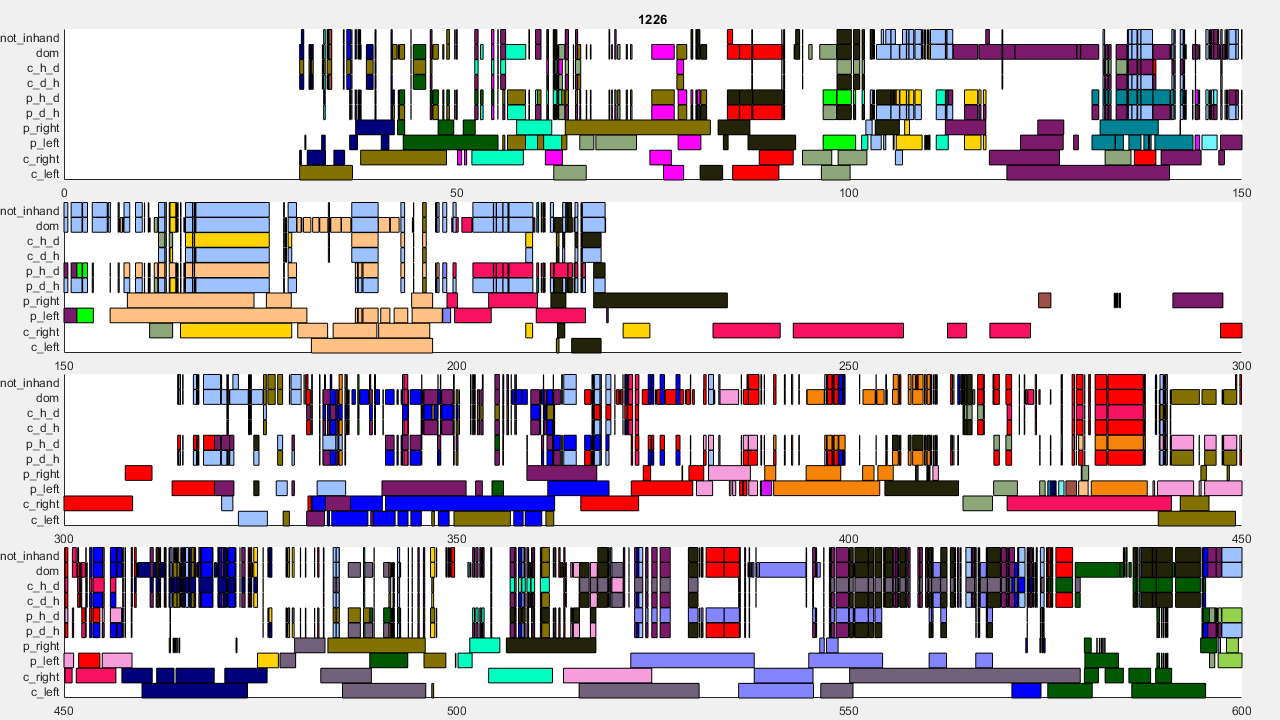 1226
not_inhand
dom
c_h_d
c_d_h
p_h_d
p_d_h
p_right
p_left
c_right
c_left
0 50 100 150
not_inhand
dom
c_h_d
c_d_h
p_h_d
p_d_h
p_right
p_left
c_right
c_left
150 200 250 300
not_inhand
dom
c_h_d
c_d_h
p_h_d
p_d_h
p_right
p_left
c_right
c_left
300 350 400 450
not_inhand
dom
c_h_d
c_d_h
p_h_d
p_d_h
p_right
p_left
c_right
c_left
450 500 550 600